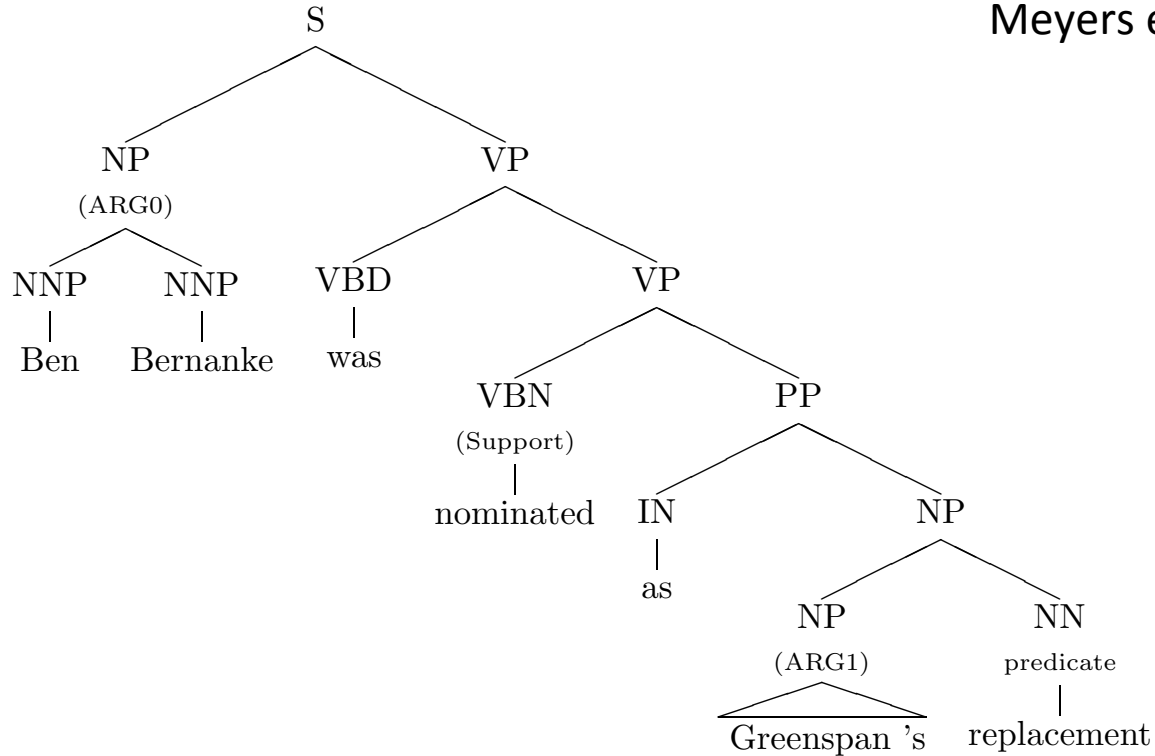 Meyers e
S
NP VP
(ARG0)
NNP NNP VBD VP
Ben Bernanke was
VBN PP
(Support)
nominated IN NP
as
NP NN
(ARG1) predicate
Greenspan ’s replacement